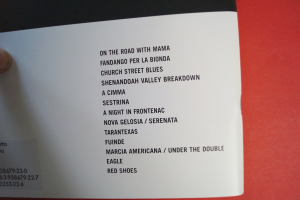 ON THE ROAD WITH MAMA
FANDANGO PER LA BIONDA
CHURCH STREET BLUES
SHENANDOAH VALLEY BREAKDOWN
A CIMMA
SESTRINA
A NIGHT IN FRONTENAC
NOVA GELOSIA / SERENATA
TARANTEXAS
FUINDE
MARCIA AMERICANA / UNDER THE DOUBLE
EAGLE
RED SHOES